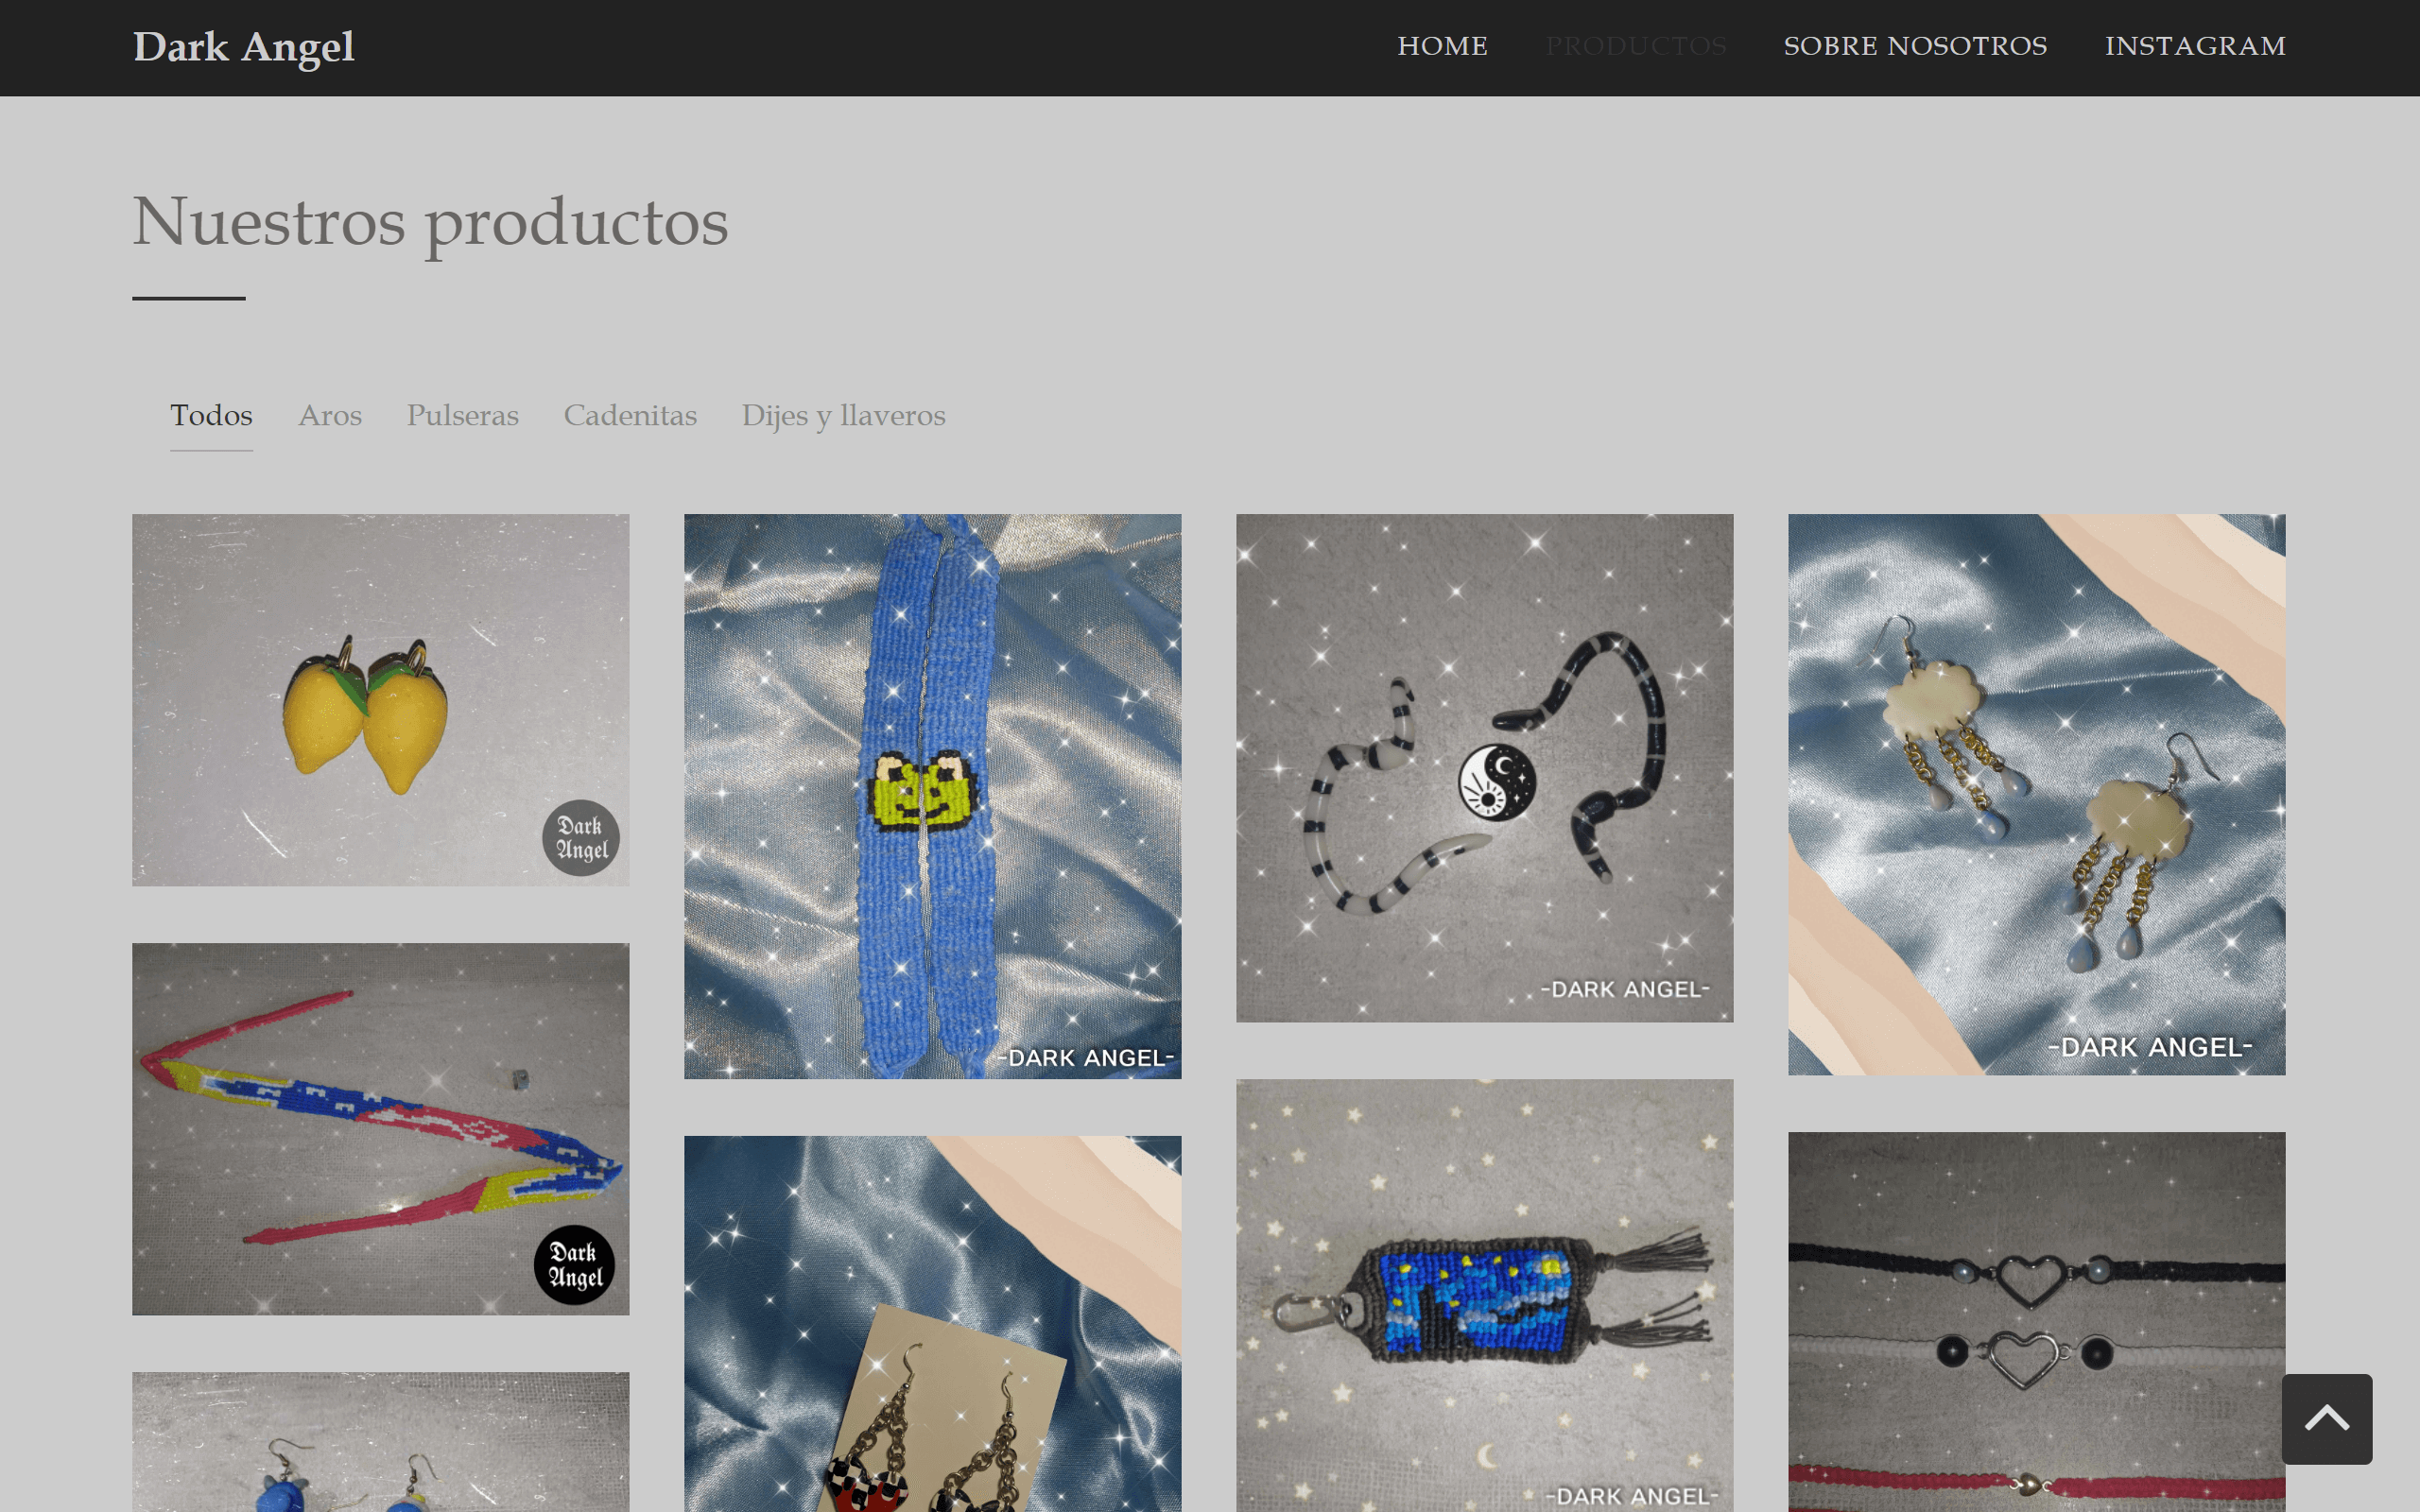 Dark Angel
HOME
PRODUCTOS
SOBRE NOSOTROS
INSTAGRAM
Nuestros productos
Todos
Aros
Pulseras
Cadenitas
Dijes y llaveros
Dark
Angel
-DARK ANGEL-
-DARK ANGEL-
-DARK ANGEL-
Dark
Angel
-DARK ANGEL-